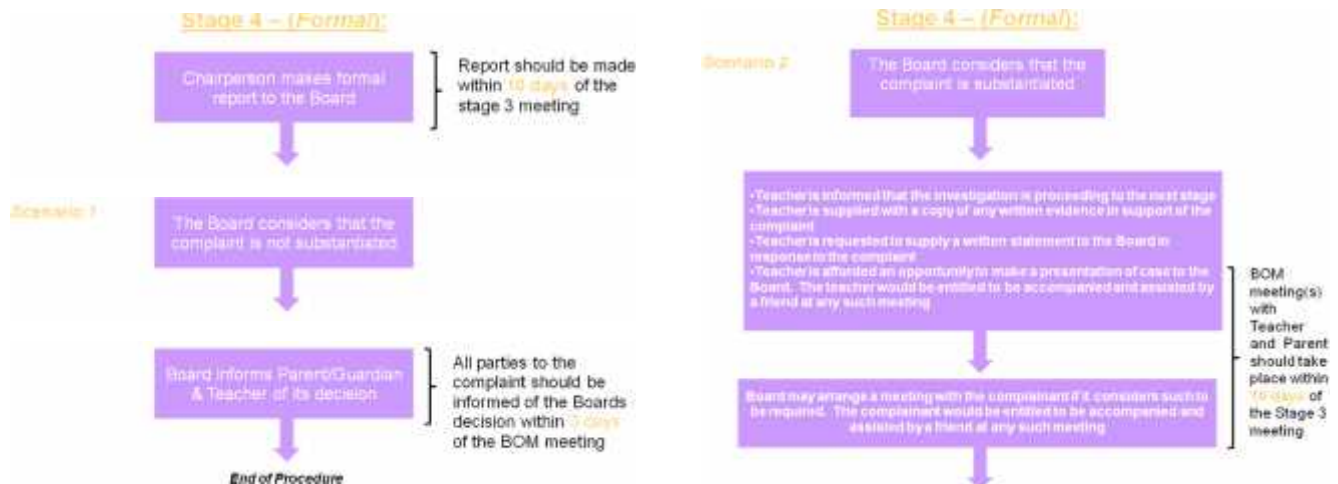 Stage 4 – (Formal):
Chairperson makes formal
report to the Board
Report should be made
within 10 days of the
stage 3 meeting
Scenario 1
The Board considers that the
complaint is not substantiated
Board informs Parent/Guardian
& Teacher of its decision
All parties to the
complaint should be
informed of the Boards
decision within 5 days
of the BOM meeting
End of Procedure
Stage 4 – (Formal):
Scenario 2
The Board considers that the
complaint is substantiated
•Teacher is informed that the investigation is proceeding to the next stage
•Teacher is supplied with a copy of any written evidence in support of the
complaint
•Teacher is requested to supply a written statement to the Board in
response to the complaint
•Teacher is afforded an opportunity to make a presentation of case to the
Board. The teacher would be entitled to be accompanied and assisted by
a friend at any such meeting
Board may arrange a meeting with the complainant if it considers such to
be required. The complainant would be entitled to be accompanied and
assisted by a friend at any such meeting
BOM
meeting(s)
with
Teacher
and Parent
should take
place within
10 days of
the Stage 3
meeting